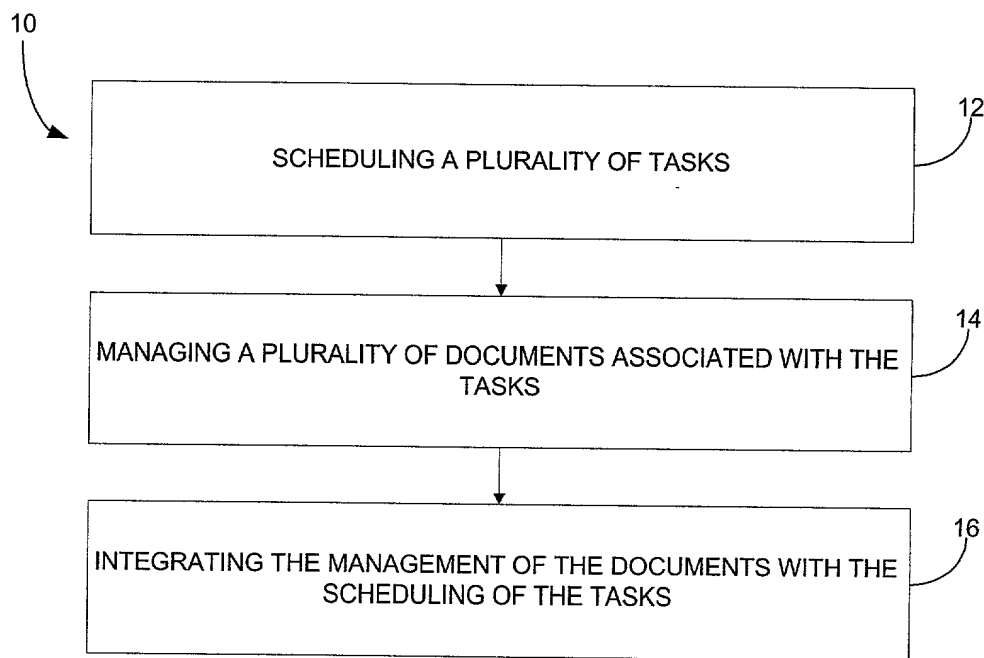 10
12
SCHEDULING A PLURALITY OF TASKS
14
MANAGING A PLURALITY OF DOCUMENTS ASSOCIATED WITH THE
TASKS
16
INTEGRATING THE MANAGEMENT OF THE DOCUMENTS WITH THE
SCHEDULING OF THE TASKS